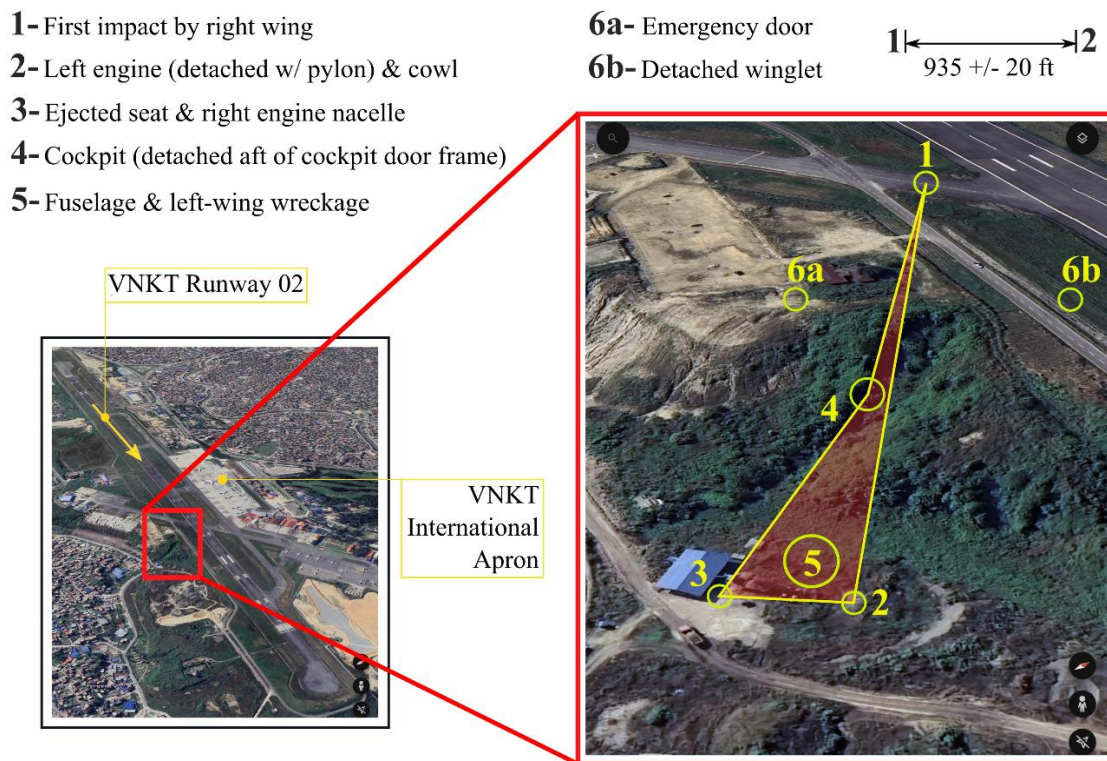 1- First impact by right wing
2- Left engine (detached w/ pylon) & cowl
3- Ejected seat & right engine nacelle
4- Cockpit (detached aft of cockpit door frame)
5- Fuselage & left-wing wreckage
6a- Emergency door
6b- Detached winglet
1 2
935 +/- 20 ft
VNKT Runway 02
VNKT
International
Apron
1
6a
6b
4
5
3
2